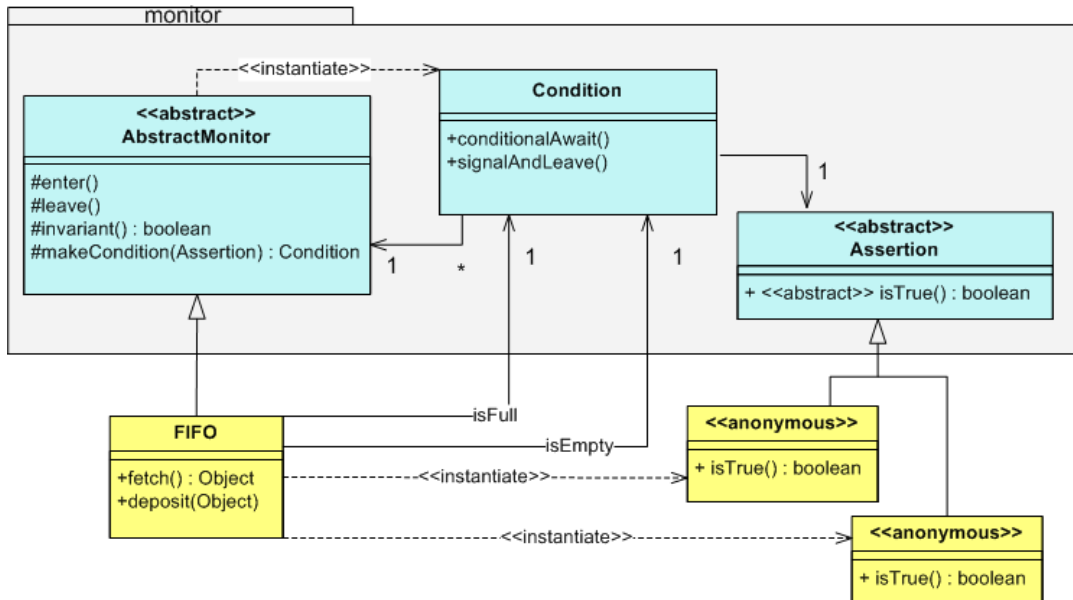 monitor
<<instantiate>>
<<abstract>>
AbstractMonitor
#enter()
#leave()
#invariant() : boolean
#makeCondition(Assertion) : Condition
Condition
+conditionalAwait()
+signalAndLeave()
1
<<abstract>>
Assertion
+ <<abstract>> isTrue() : boolean
1
*
1
1
isFull
isEmpty
FIFO
+fetch() : Object
+deposit(Object)
<<instantiate>>
<<instantiate>>
<<anonymous>>
+ isTrue() : boolean
<<anonymous>>
+ isTrue() : boolean